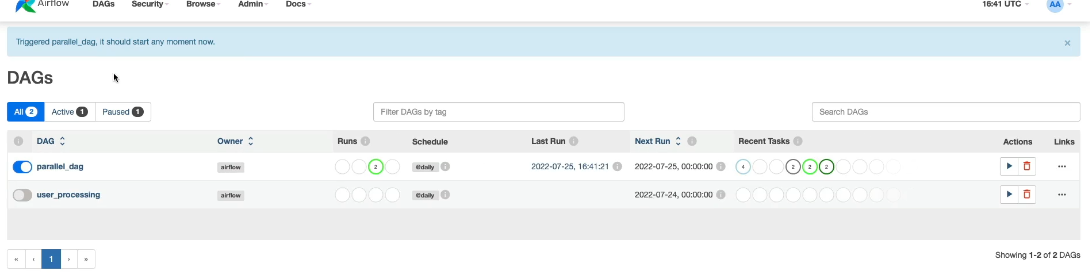 Airflow DAGs Security Browse Admin Docs 16:41 UTC AA
Triggered parallel_dag, it should start any moment now. ×
DAGs
All 2 Active 1 Paused 1 Filter DAGs by tag Search DAGs
i DAG Owner Runs i Schedule Last Run i Next Run i Recent Tasks i Actions Links
parallel_dag airflow 2 @daily i 2022-07-25, 16:41:21 i 2022-07-25, 00:00:00 i 4 2 2 2 ...
user_processing airflow @daily i 2022-07-24, 00:00:00 i ...
« ‹ 1 › » Showing 1-2 of 2 DAGs